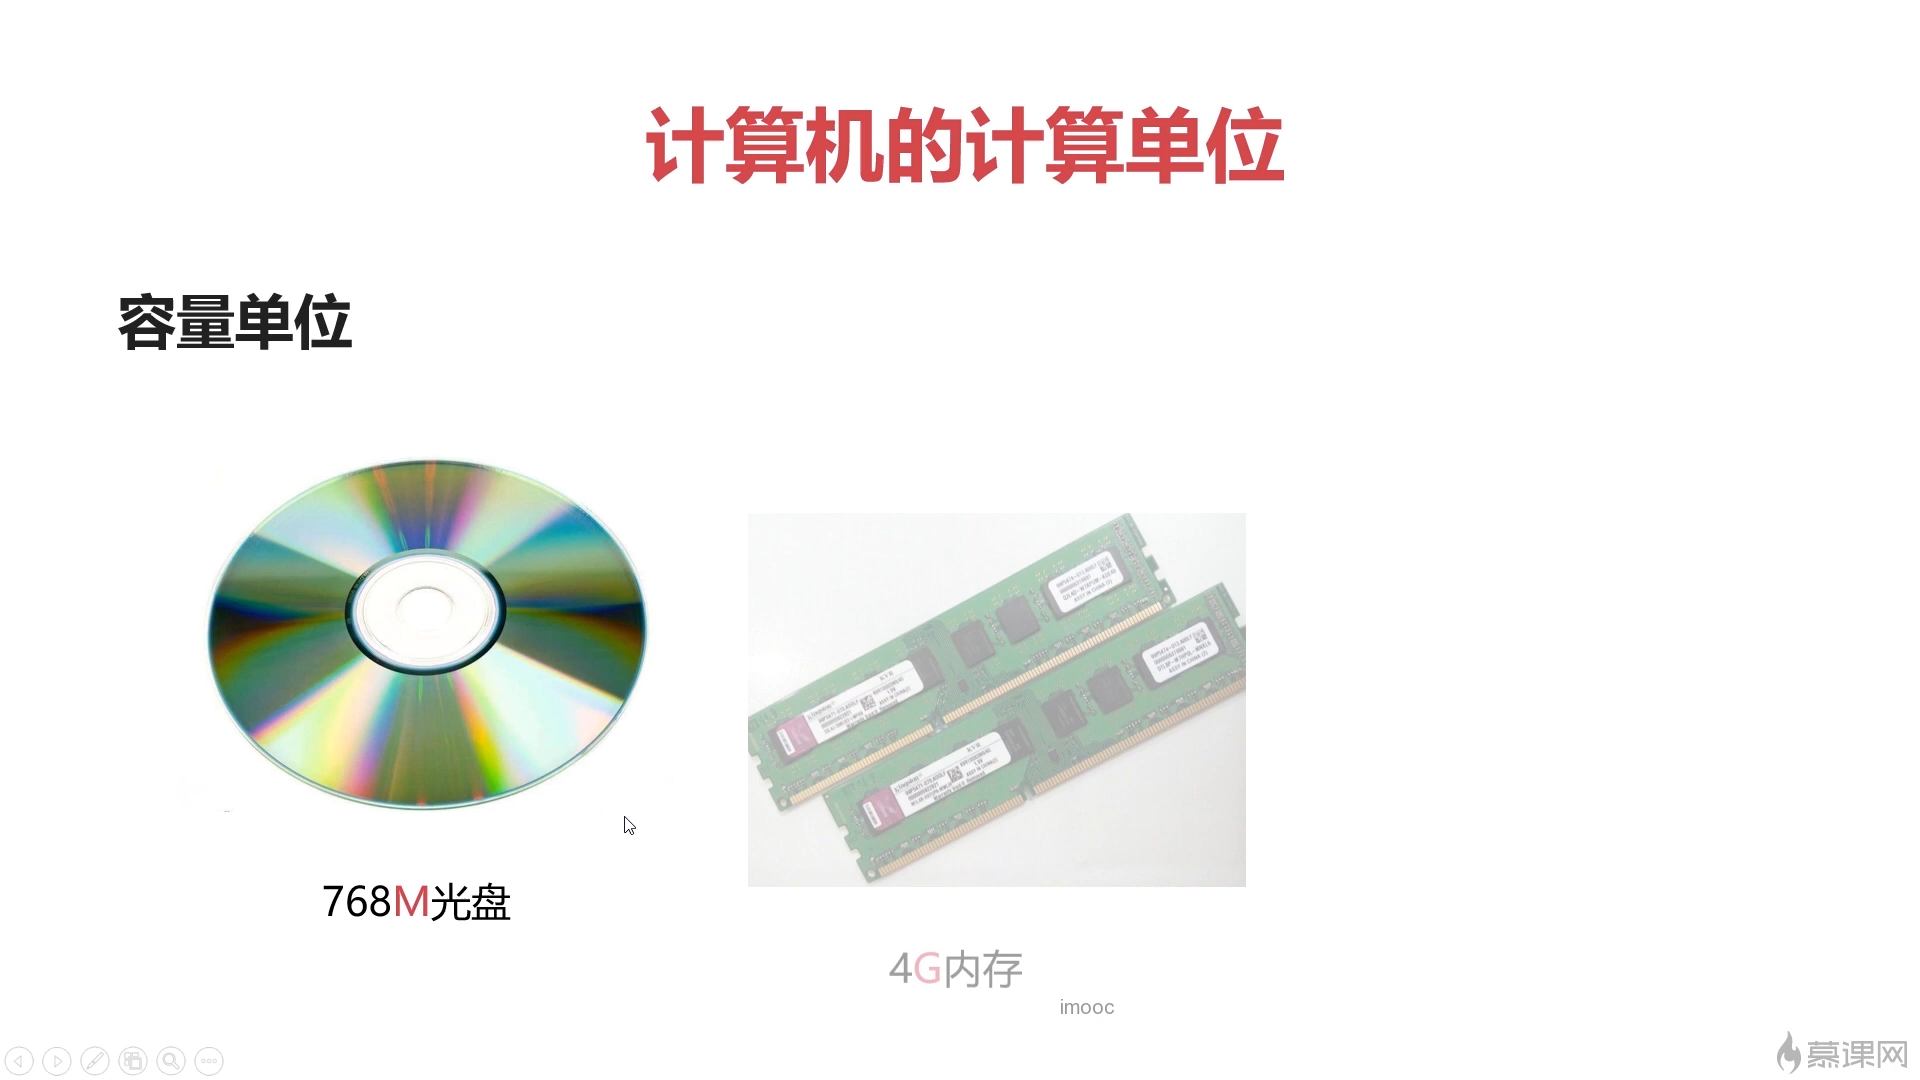 计算机的计算单位
容量单位
768M光盘
4G内存
imooc
慕课网